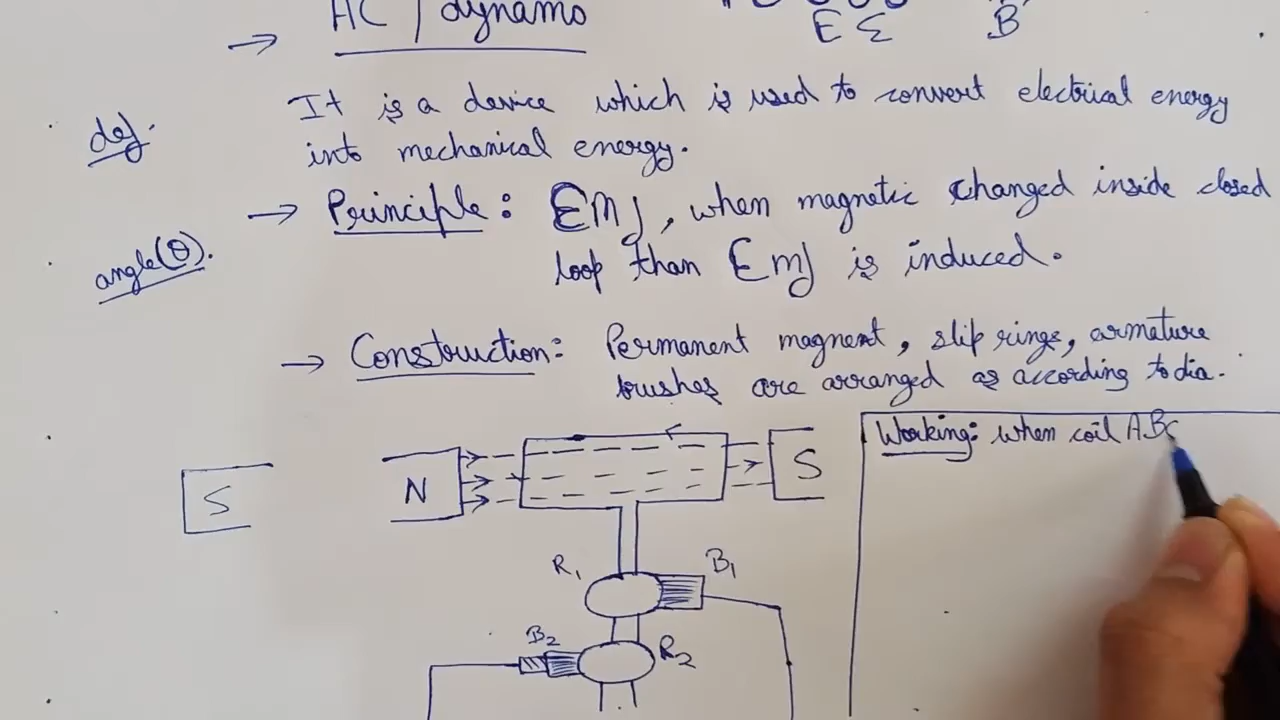 AC / dynamo
E E
B
def.
It is a device which is used to convert electrical energy
into mechanical energy.
→ Principle : Emf, when magnetic changed inside closed
loop than Emf is induced.
angle(θ).
→ Construction: Permanent magnent, slip rings, armature
brushes are arranged as according to dia.
Working: when coil ABC
S
N
S
R1
B1
B2
R2